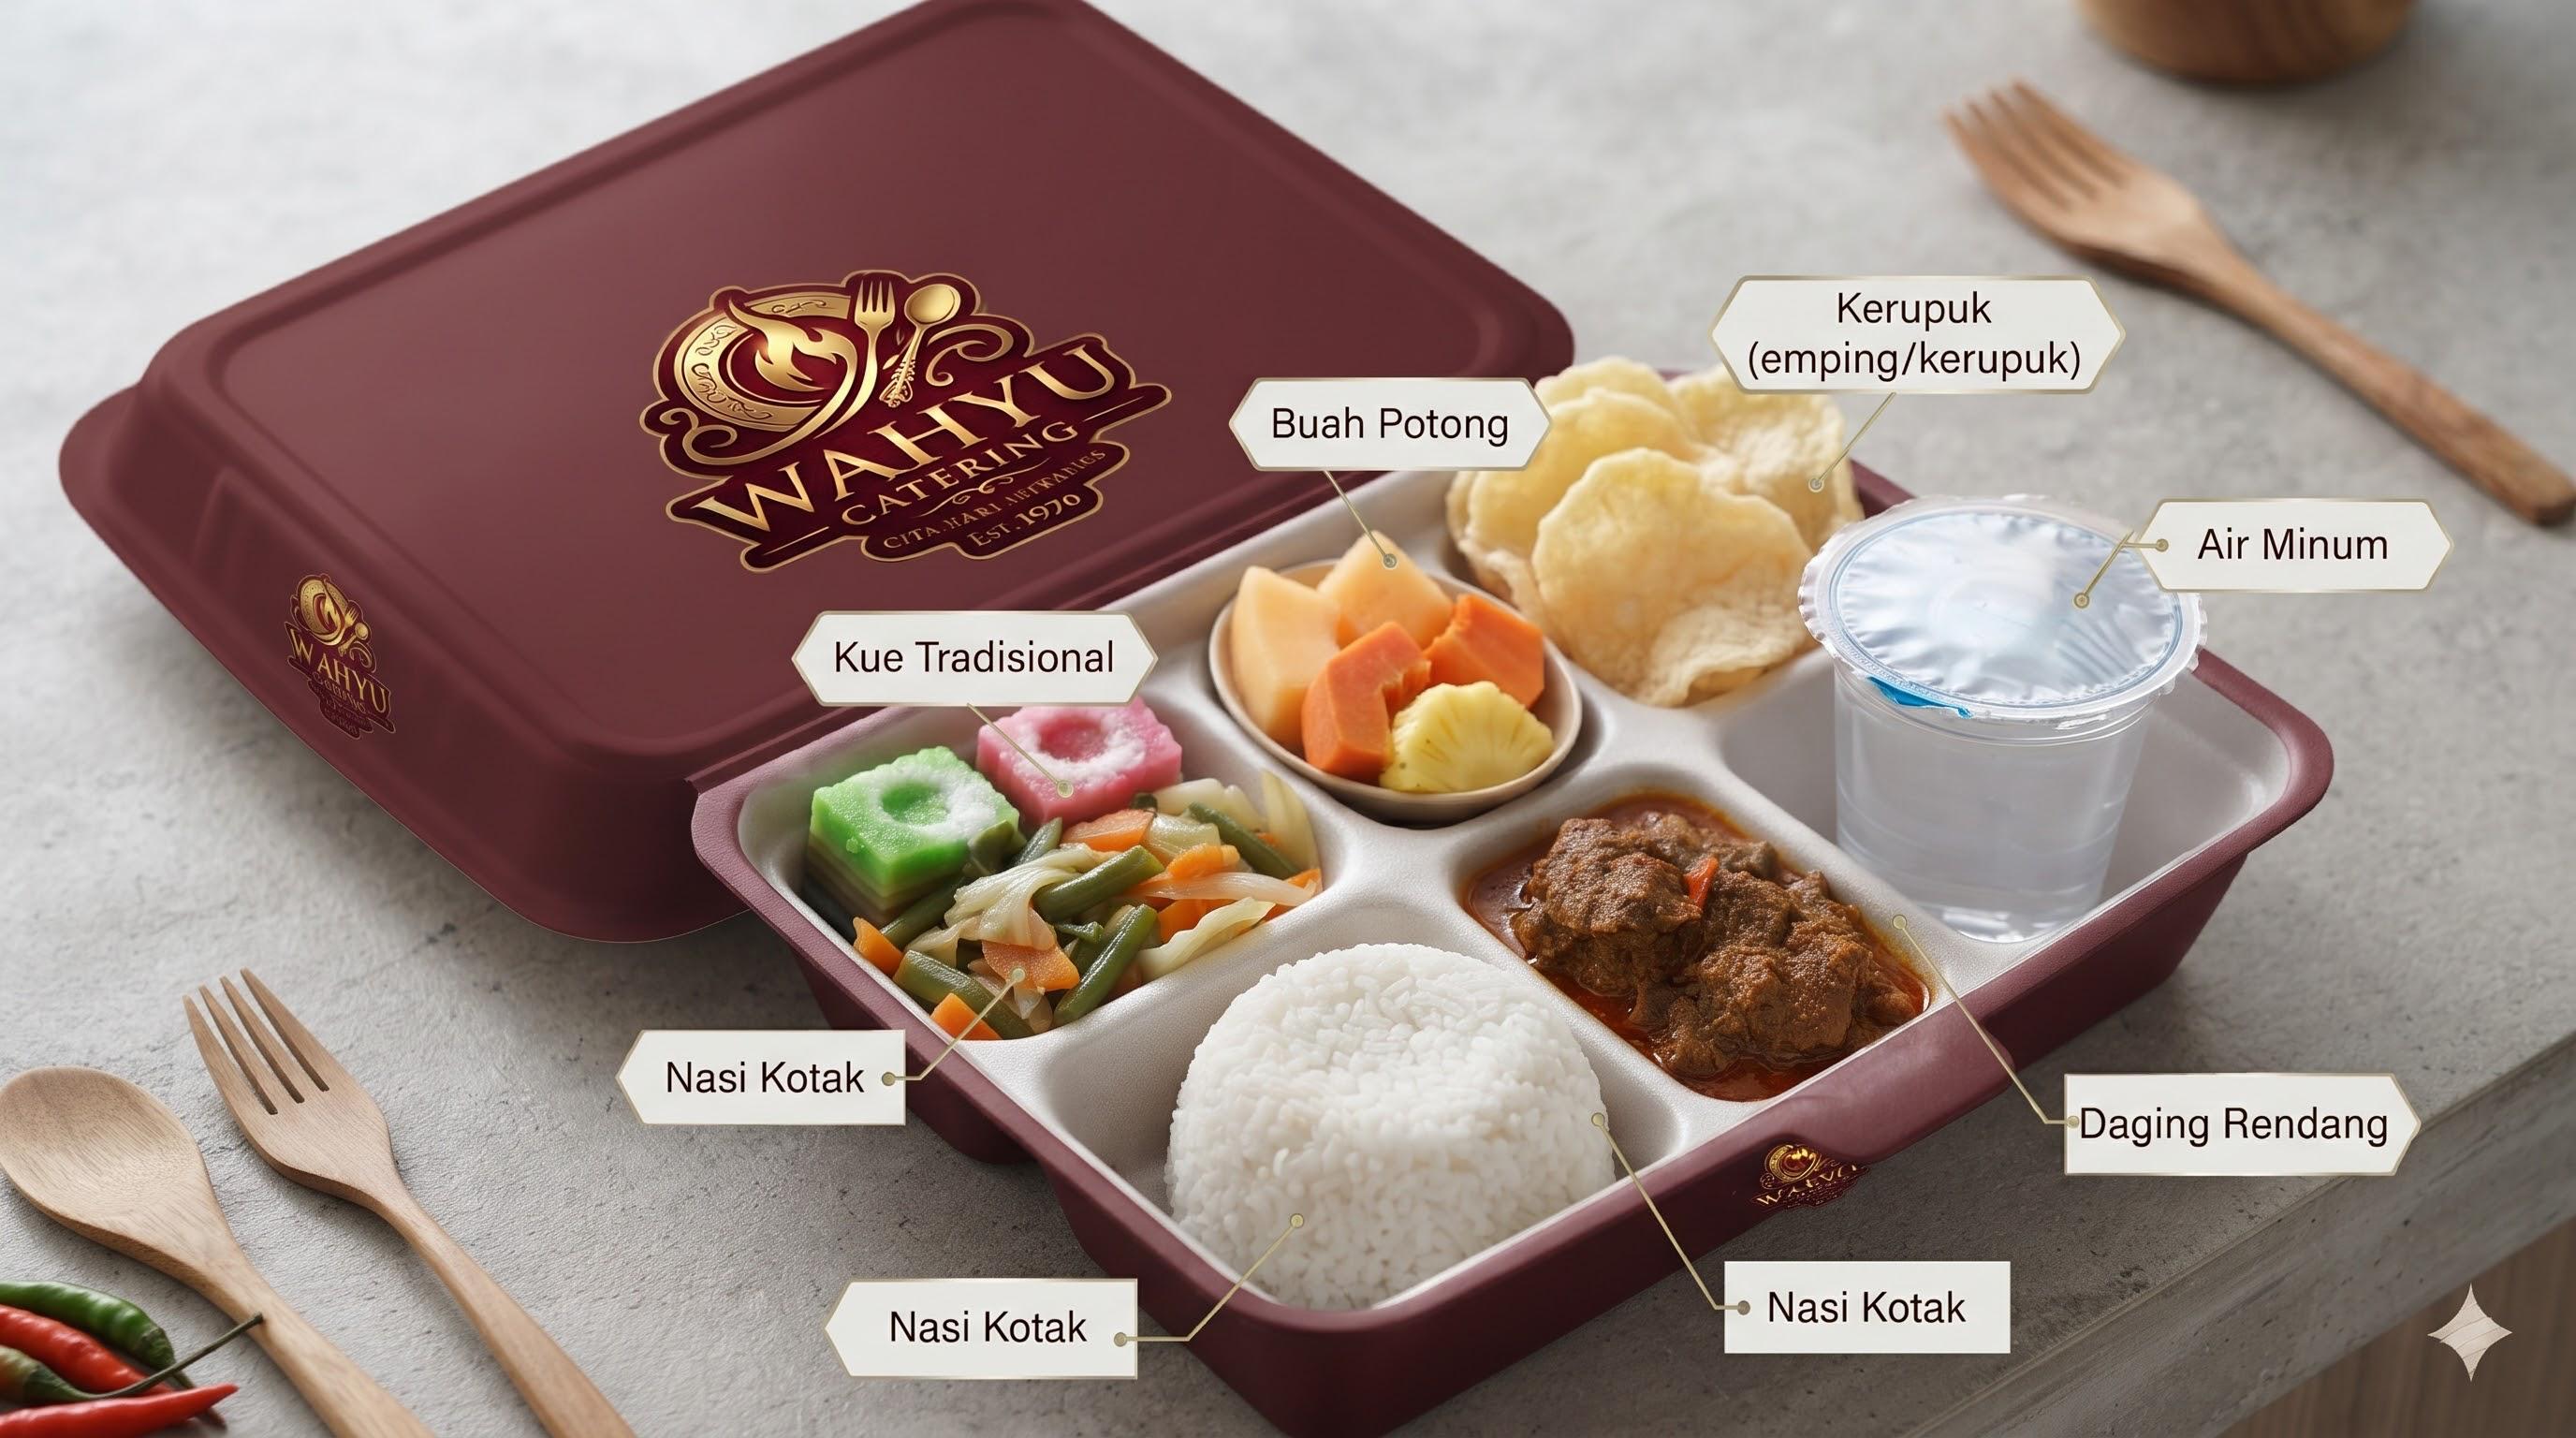 WAHYU
CATERING
EST. 1970
WAHYU
Kerupuk
(emping/kerupuk)
Buah Potong
Air Minum
Kue Tradisional
Nasi Kotak
Daging Rendang
Nasi Kotak
Nasi Kotak
WAHYU